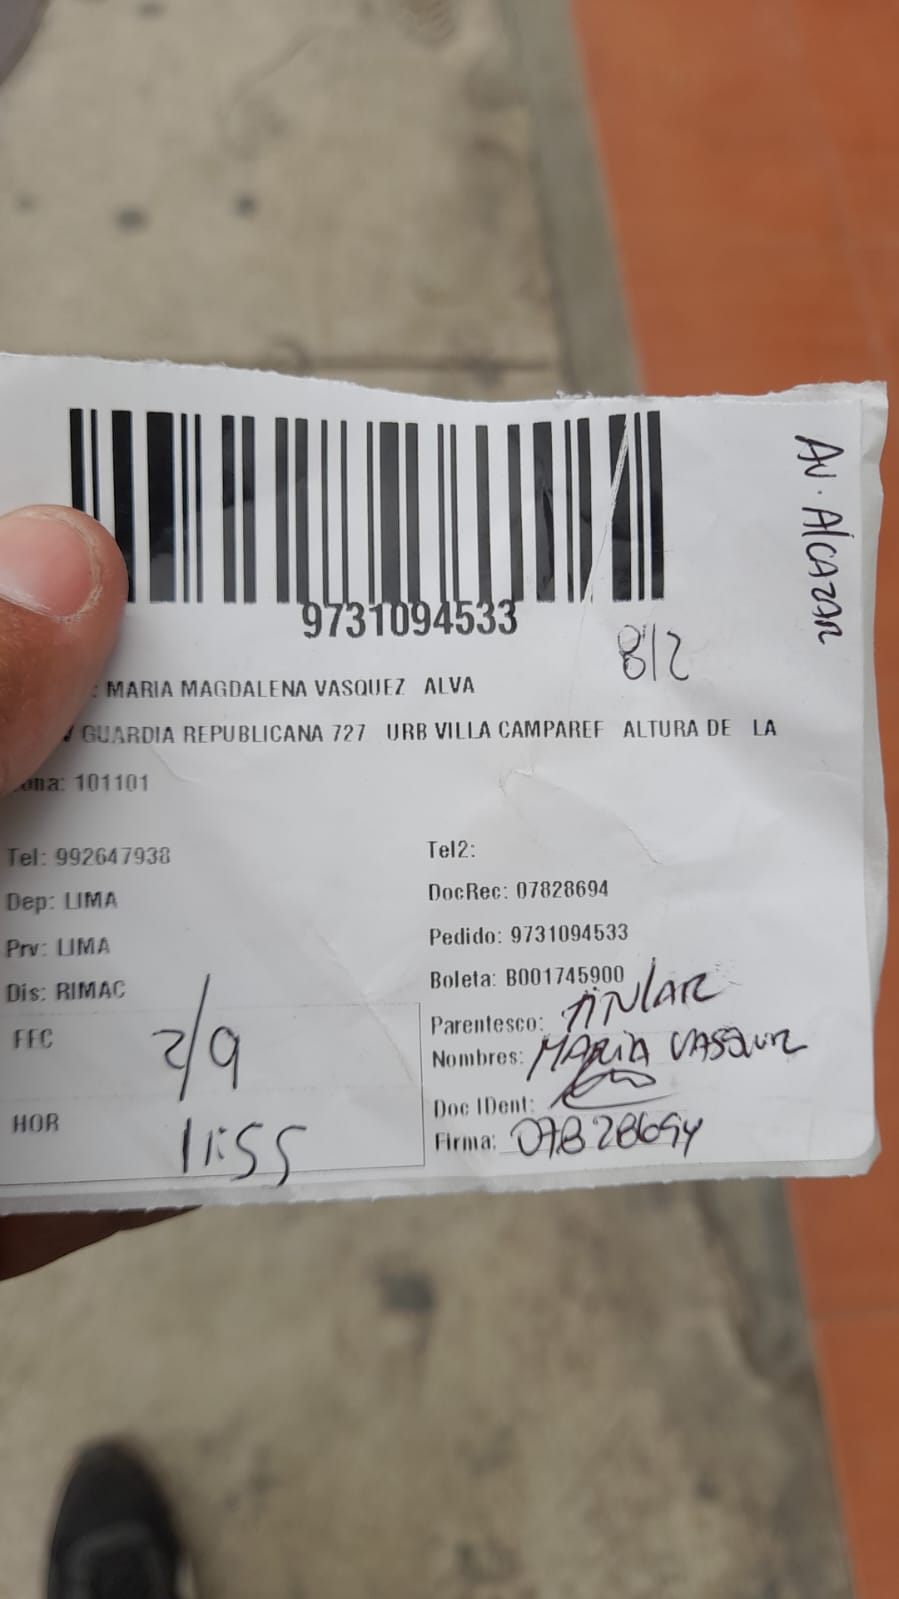 AV. Alcazar
9731094533
812
: MARIA MAGDALENA VASQUEZ ALVA
GUARDIA REPUBLICANA 727 URB VILLA CAMPAREF ALTURA DE LA
ona: 101101
Tel: 992647938
Tel2:
Dep: LIMA
DocRec: 07828694
Prv: LIMA
Pedido: 9731094533
Dis: RIMAC
Boleta: B001745900
FEC 2/9
Parentesco:
Nombres: MARIA
HOR 11:55
Doc IDent:
Firma: 07828694